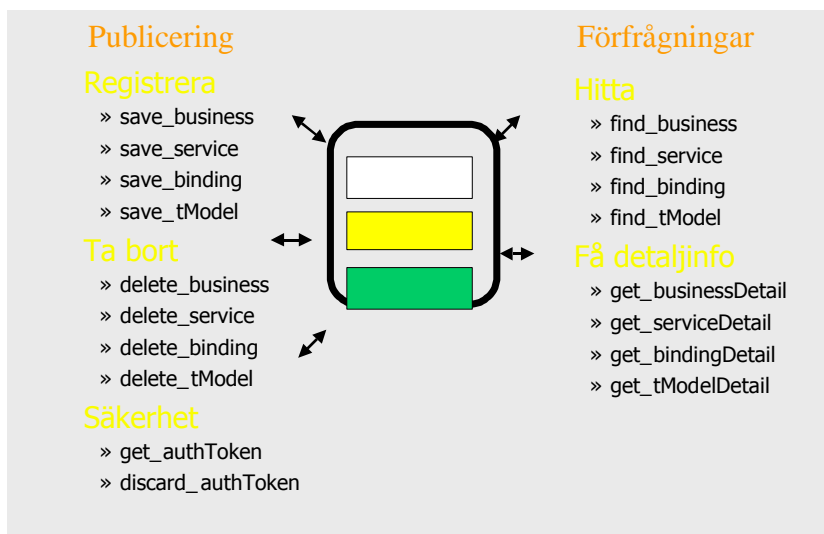 Publicering
Registrera
» save_business
» save_service
» save_binding
» save_tModel
Ta bort
» delete_business
» delete_service
» delete_binding
» delete_tModel
Säkerhet
» get_authToken
» discard_authToken
Förfrågningar
Hitta
» find_business
» find_service
» find_binding
» find_tModel
Få detaljinfo
» get_businessDetail
» get_serviceDetail
» get_bindingDetail
» get_tModelDetail